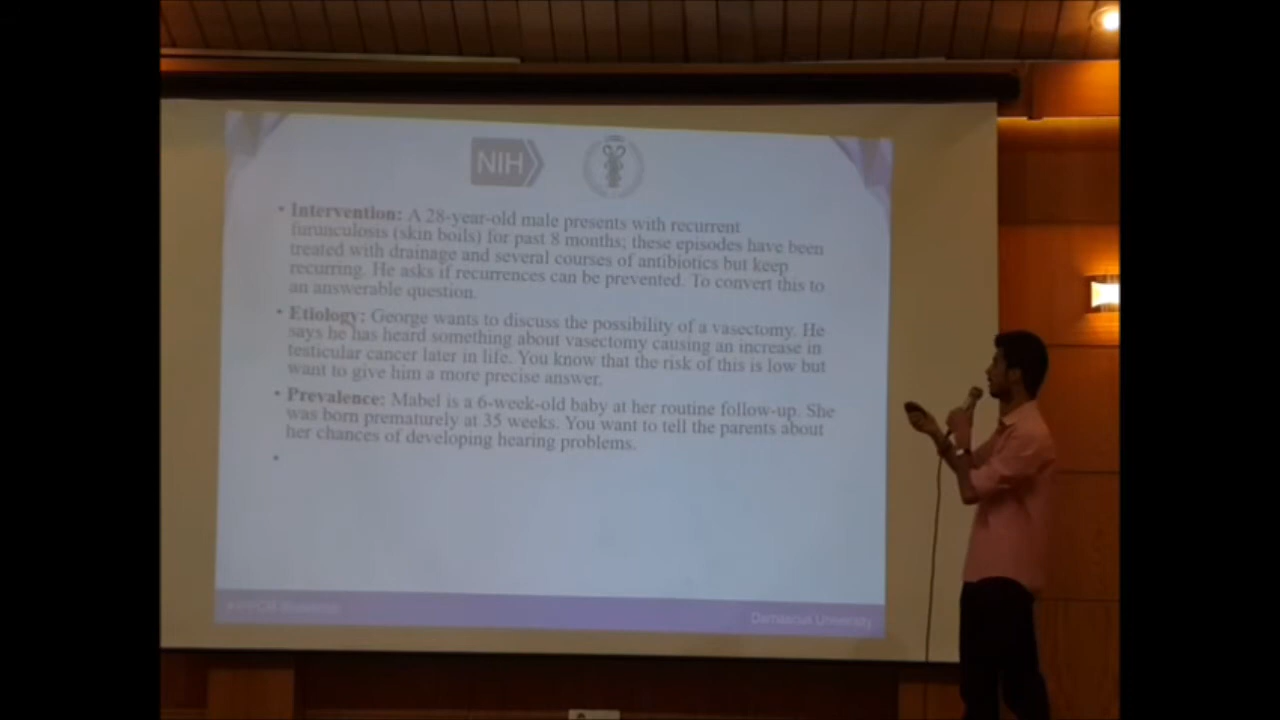 NIH
• Intervention: A 28-year-old male presents with recurrent
furunculosis (skin boils) for past 8 months; these episodes have been
treated with drainage and several courses of antibiotics but keep
recurring. He asks if recurrences can be prevented. To convert this to
an answerable question.
• Etiology: George wants to discuss the possibility of a vasectomy. He
says he has heard something about vasectomy causing an increase in
testicular cancer later in life. You know that the risk of this is low but
want to give him a more precise answer.
• Prevalence: Mabel is a 6-week-old baby at her routine follow-up. She
was born prematurely at 35 weeks. You want to tell the parents about
her chances of developing hearing problems.
•
Damascus University